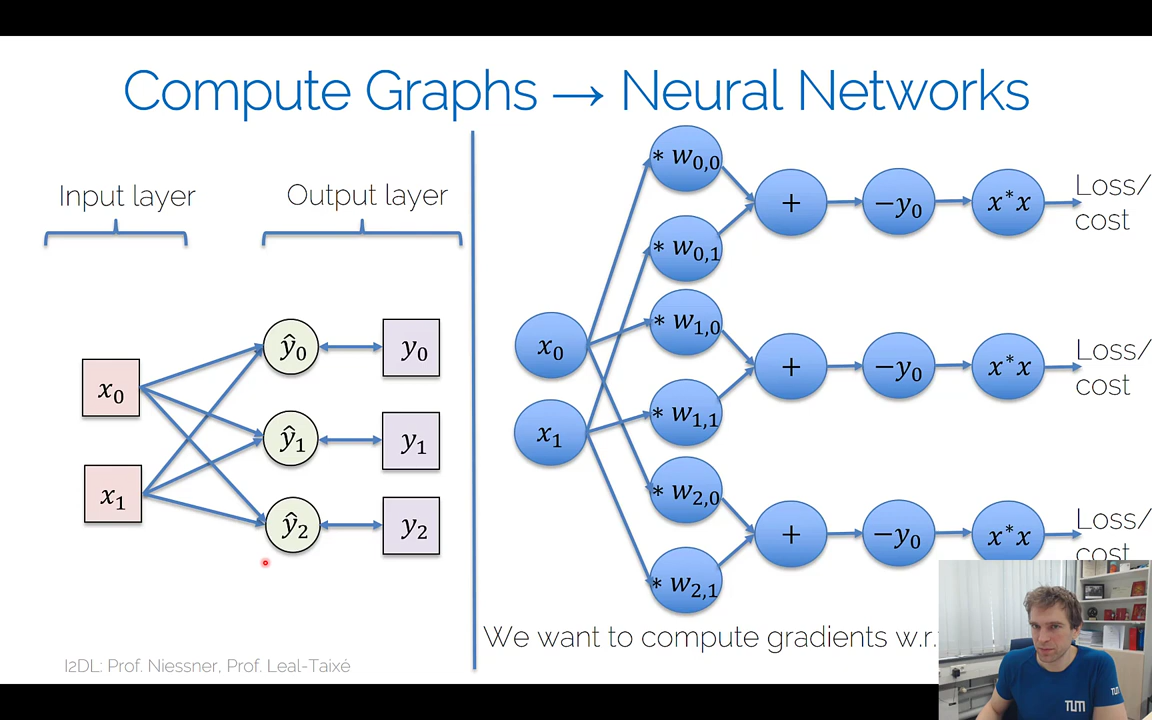 Compute Graphs → Neural Networks
Input layer
Output layer
x₀
x₁
ŷ₀
ŷ₁
ŷ₂
y₀
y₁
y₂
x₀
x₁
* w₀,₀
* w₀,₁
* w₁,₀
* w₁,₁
* w₂,₀
* w₂,₁
+
−y₀
x*x
Loss/
cost
+
−y₀
x*x
Loss/
cost
+
−y₀
x*x
Loss/
cost
We want to compute gradients w.r.
I2DL: Prof. Niessner, Prof. Leal-Taixé
TUM